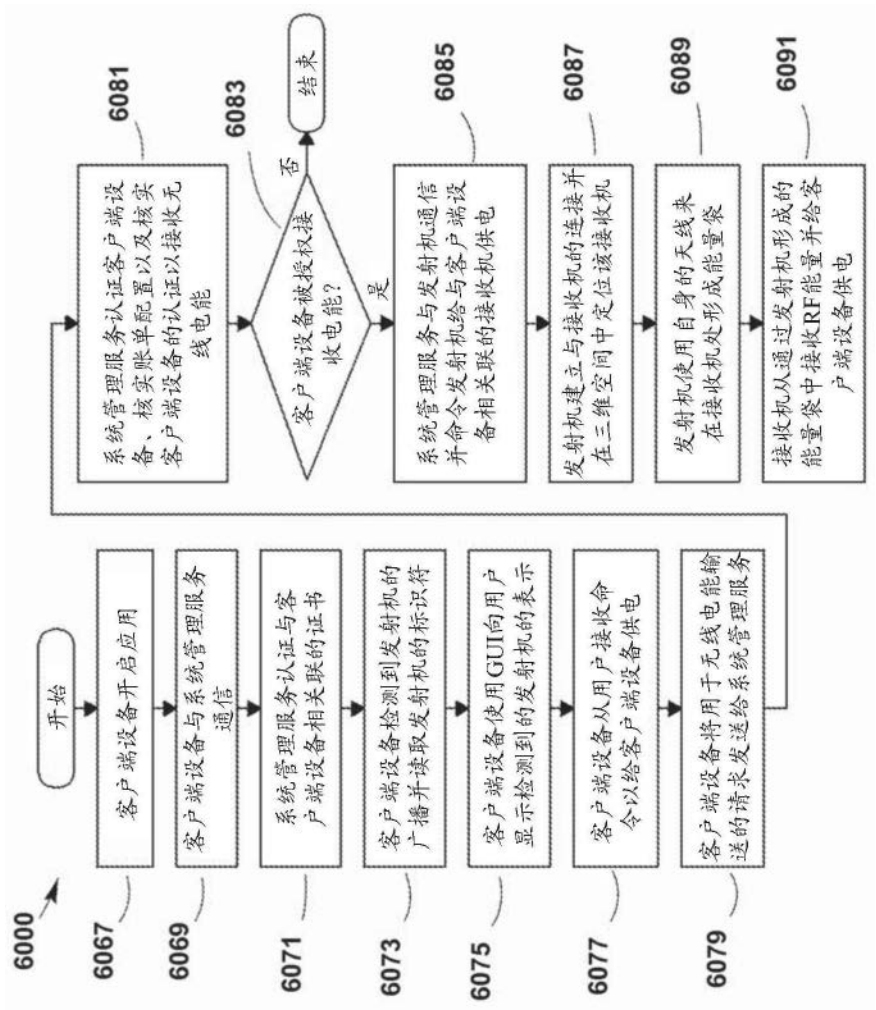 6000
开始
6067
客户端设备开启应用
6069
客户端设备与系统管理服务
通信
6071
系统管理服务认证与客
户端设备相关联的证书
6073
客户端设备检测到发射机的
广播并读取发射机的标识符
6075
客户端设备使用GUI向用户
显示检测到的发射机的表示
6077
客户端设备从用户接收命
令以给客户端设备供电
6079
客户端设备将用于无线电能输
送的请求发送给系统管理服务
6081
系统管理服务认证客户端设
备、核实账单配置以及核实
客户端设备的认证以接收无
线电能
6083
客户端设备被授权接
收电能?
否
结束
是
6085
系统管理服务与发射机通信
并命令发射机给与客户端设
备相关联的接收机供电
6087
发射机建立与接收机的连接并
在三维空间中定位该接收机
6089
发射机使用自身的天线来
在接收机处形成能量袋
6091
接收机从通过发射机形成的
能量袋中接收RF能量并给客
户端设备供电